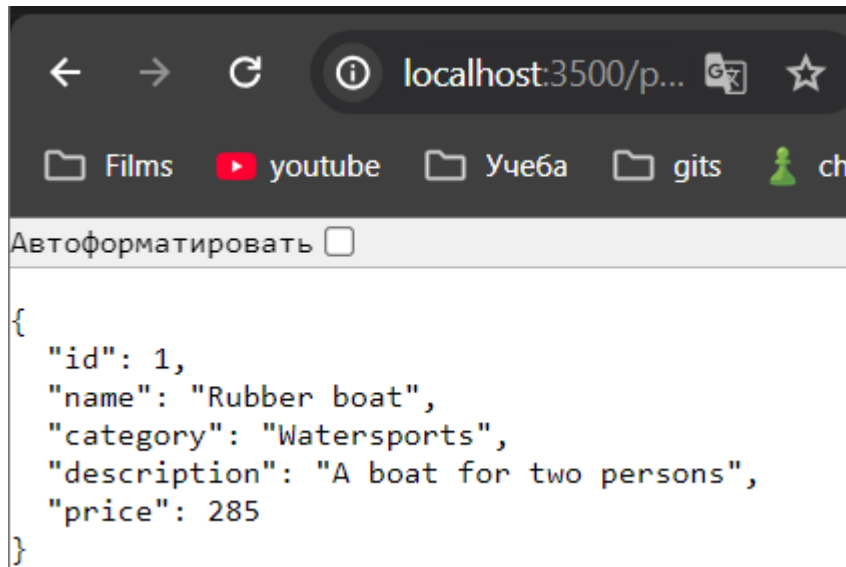 localhost:3500/p...
Films youtube Учеба gits ch
Автоформатировать
{
  "id": 1,
  "name": "Rubber boat",
  "category": "Watersports",
  "description": "A boat for two persons",
  "price": 285
}